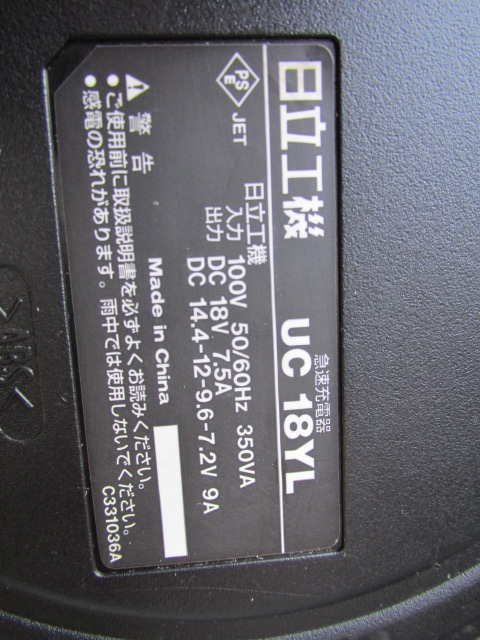 日立工機 急速充電器
UC 18YL
PSE
JET
日立工機
入力 100V 50/60Hz 350VA
出力 DC 18V 7.5A
DC 14.4-12-9.6-7.2V 9A
Made in China
警告
●ご使用前に取扱説明書を必ずよくお読みください。
●感電の恐れがあります。雨中では使用しないでください。
C331036A
>ABS<